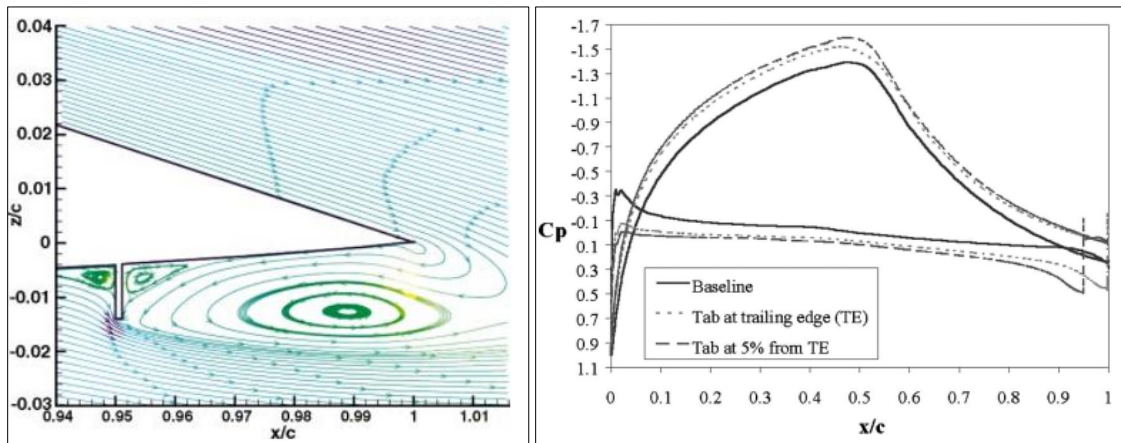 0.04
0.03
0.02
0.01
z/c
0
-0.01
-0.02
-0.03
0.94 0.95 0.96 0.97 0.98 0.99 1 1.01
x/c
-1.7
-1.5
-1.3
-1.1
-0.9
-0.7
-0.5
-0.3
-0.1
Cp
0.1
0.3
0.5
0.7
0.9
1.1
Baseline
Tab at trailing edge (TE)
Tab at 5% from TE
0 0.1 0.2 0.3 0.4 0.5 0.6 0.7 0.8 0.9 1
x/c